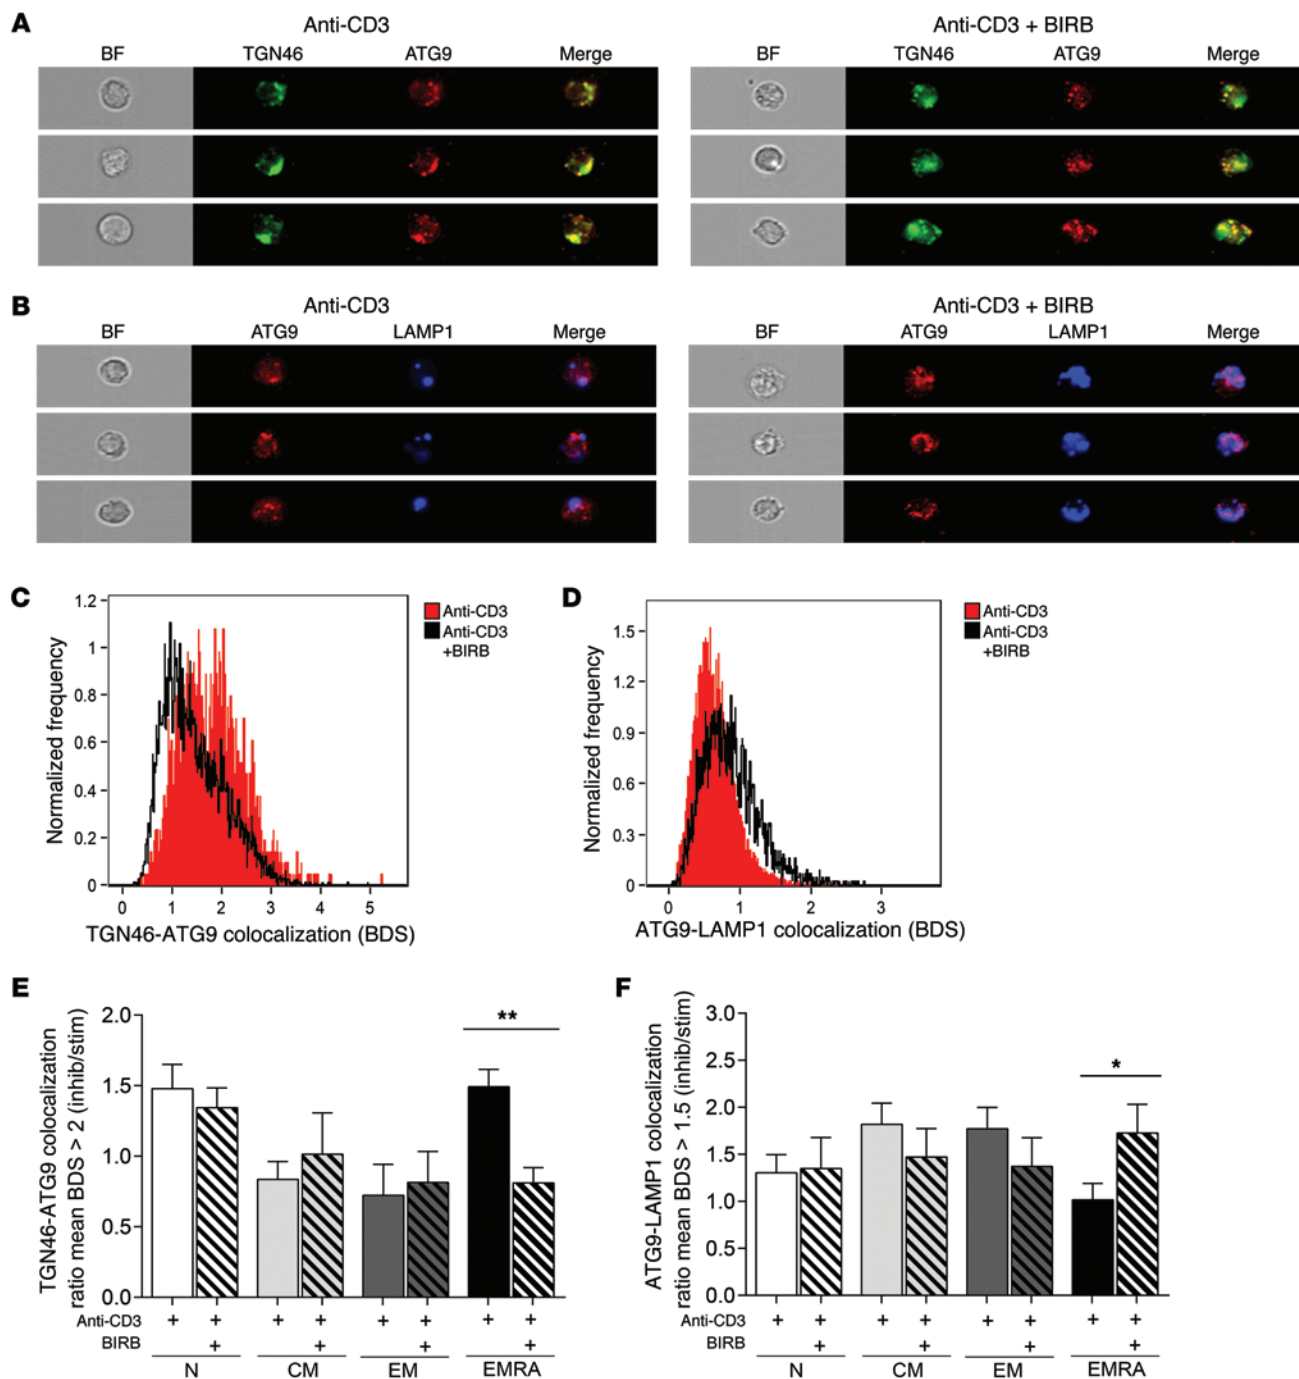 A
Anti-CD3
Anti-CD3 + BIRB
BF TGN46 ATG9 Merge
BF TGN46 ATG9 Merge
B
Anti-CD3
Anti-CD3 + BIRB
BF ATG9 LAMP1 Merge
BF ATG9 LAMP1 Merge
C
Normalized frequency
1.2
1
0.8
0.6
0.4
0.2
0
0 1 2 3 4 5
TGN46-ATG9 colocalization (BDS)
Anti-CD3
Anti-CD3
+BIRB
D
Normalized frequency
1.5
1.2
0.9
0.6
0.3
0
0 1 2 3
ATG9-LAMP1 colocalization (BDS)
Anti-CD3
Anti-CD3
+BIRB
E
TGN46-ATG9 colocalization
ratio mean BDS > 2 (inhib/stim)
2.0
1.5
1.0
0.5
0.0
**
Anti-CD3 + + + + + + + +
BIRB + + + +
N CM EM EMRA
F
ATG9-LAMP1 colocalization
ratio mean BDS > 1.5 (inhib/stim)
3.0
2.5
2.0
1.5
1.0
0.5
0.0
*
Anti-CD3 + + + + + + + +
BIRB + + + +
N CM EM EMRA